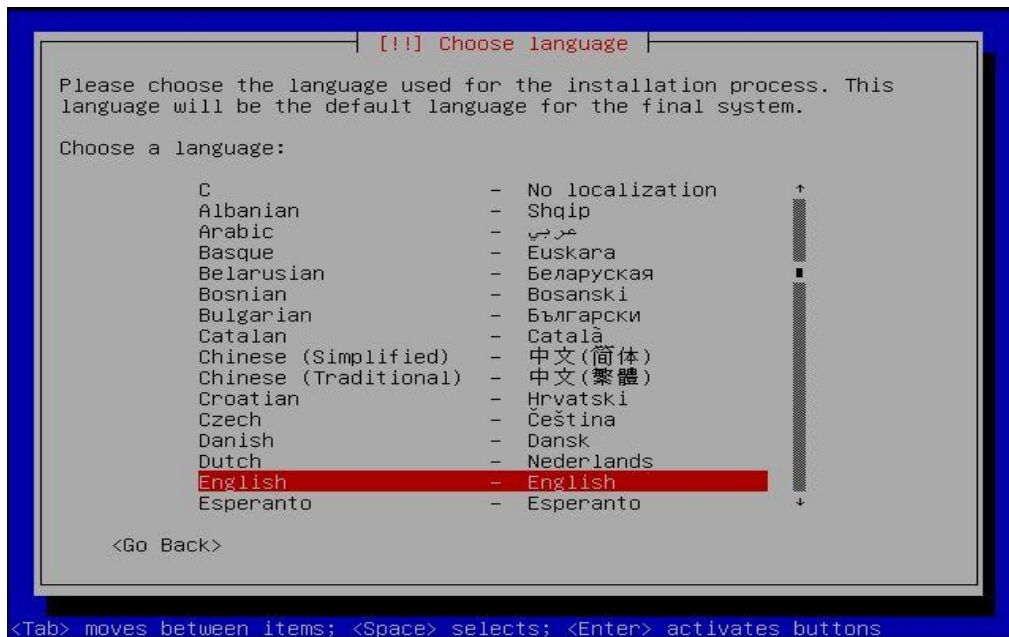 [!!] Choose language
Please choose the language used for the installation process. This
language will be the default language for the final system.
Choose a language:
C - No localization
Albanian - Shqip
Arabic - عربي
Basque - Euskara
Belarusian - Беларуская
Bosnian - Bosanski
Bulgarian - Български
Catalan - Català
Chinese (Simplified) - 中文(简体)
Chinese (Traditional) - 中文(繁體)
Croatian - Hrvatski
Czech - Čeština
Danish - Dansk
Dutch - Nederlands
English - English
Esperanto - Esperanto
<Go Back>
<Tab> moves between items; <Space> selects; <Enter> activates buttons